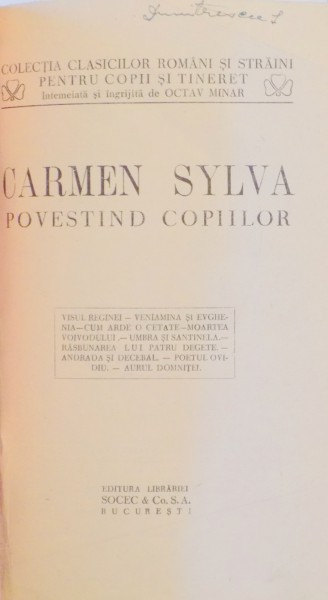 Dumitrescu S
COLECȚIA CLASICILOR ROMÂNI ȘI STRĂINI
PENTRU COPII ȘI TINERET
Întemeiată și îngrijită de OCTAV MINAR
CARMEN SYLVA
POVESTIND COPIILOR
VISUL REGINEI – VENIAMINA ȘI EVGHE-
NIA—CUM ARDE O CETATE—MOARTEA
VOIVODULUI.— UMBRA ȘI SANTINELA.—
RĂSBUNAREA LUI PATRU DEGETE. —
ANDRADA ȘI DECEBAL. — POETUL OVI-
DIU. — AURUL DOMNIȚEI.
EDITURA LIBRĂRIEI
SOCEC & Co. S. A.
BUCUREȘTI